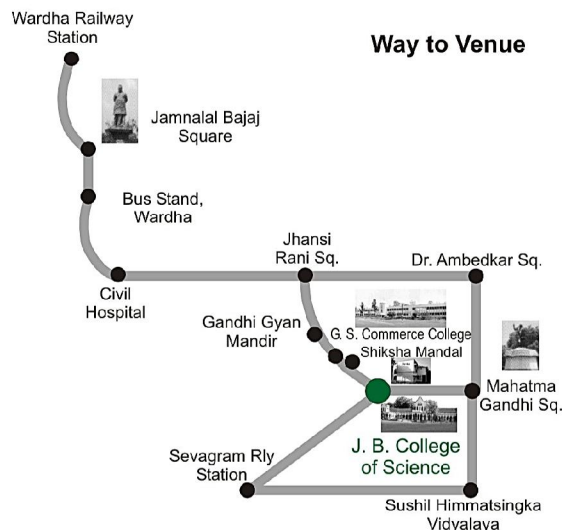 Wardha Railway
Station
Way to Venue
Jamnalal Bajaj
Square
Bus Stand,
Wardha
Jhansi
Rani Sq.
Dr. Ambedkar Sq.
Civil
Hospital
Gandhi Gyan
Mandir
G. S. Commerce College
Shiksha Mandal
Mahatma
Gandhi Sq.
J. B. College
of Science
Sevagram Rly
Station
Sushil Himmatsingka
Vidyalaya